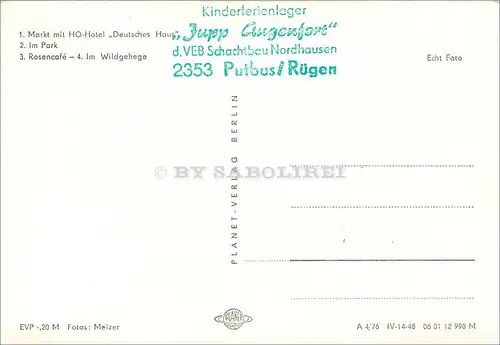 Kinderferienlager
„Jupp Angenfort"
d. VEB Schachtbau Nordhausen
2353 Putbus/Rügen
1. Markt mit HO-Hotel „Deutsches Haus"
2. Im Park
3. Rosencafé – 4. Im Wildgehege
Echt Foto
© BY SABOLIREI
PLANET-VERLAG BERLIN
PLANET
EVP -,20 M Fotos: Melzer
A 4/76 IV-14-48 06 01 12 998 M